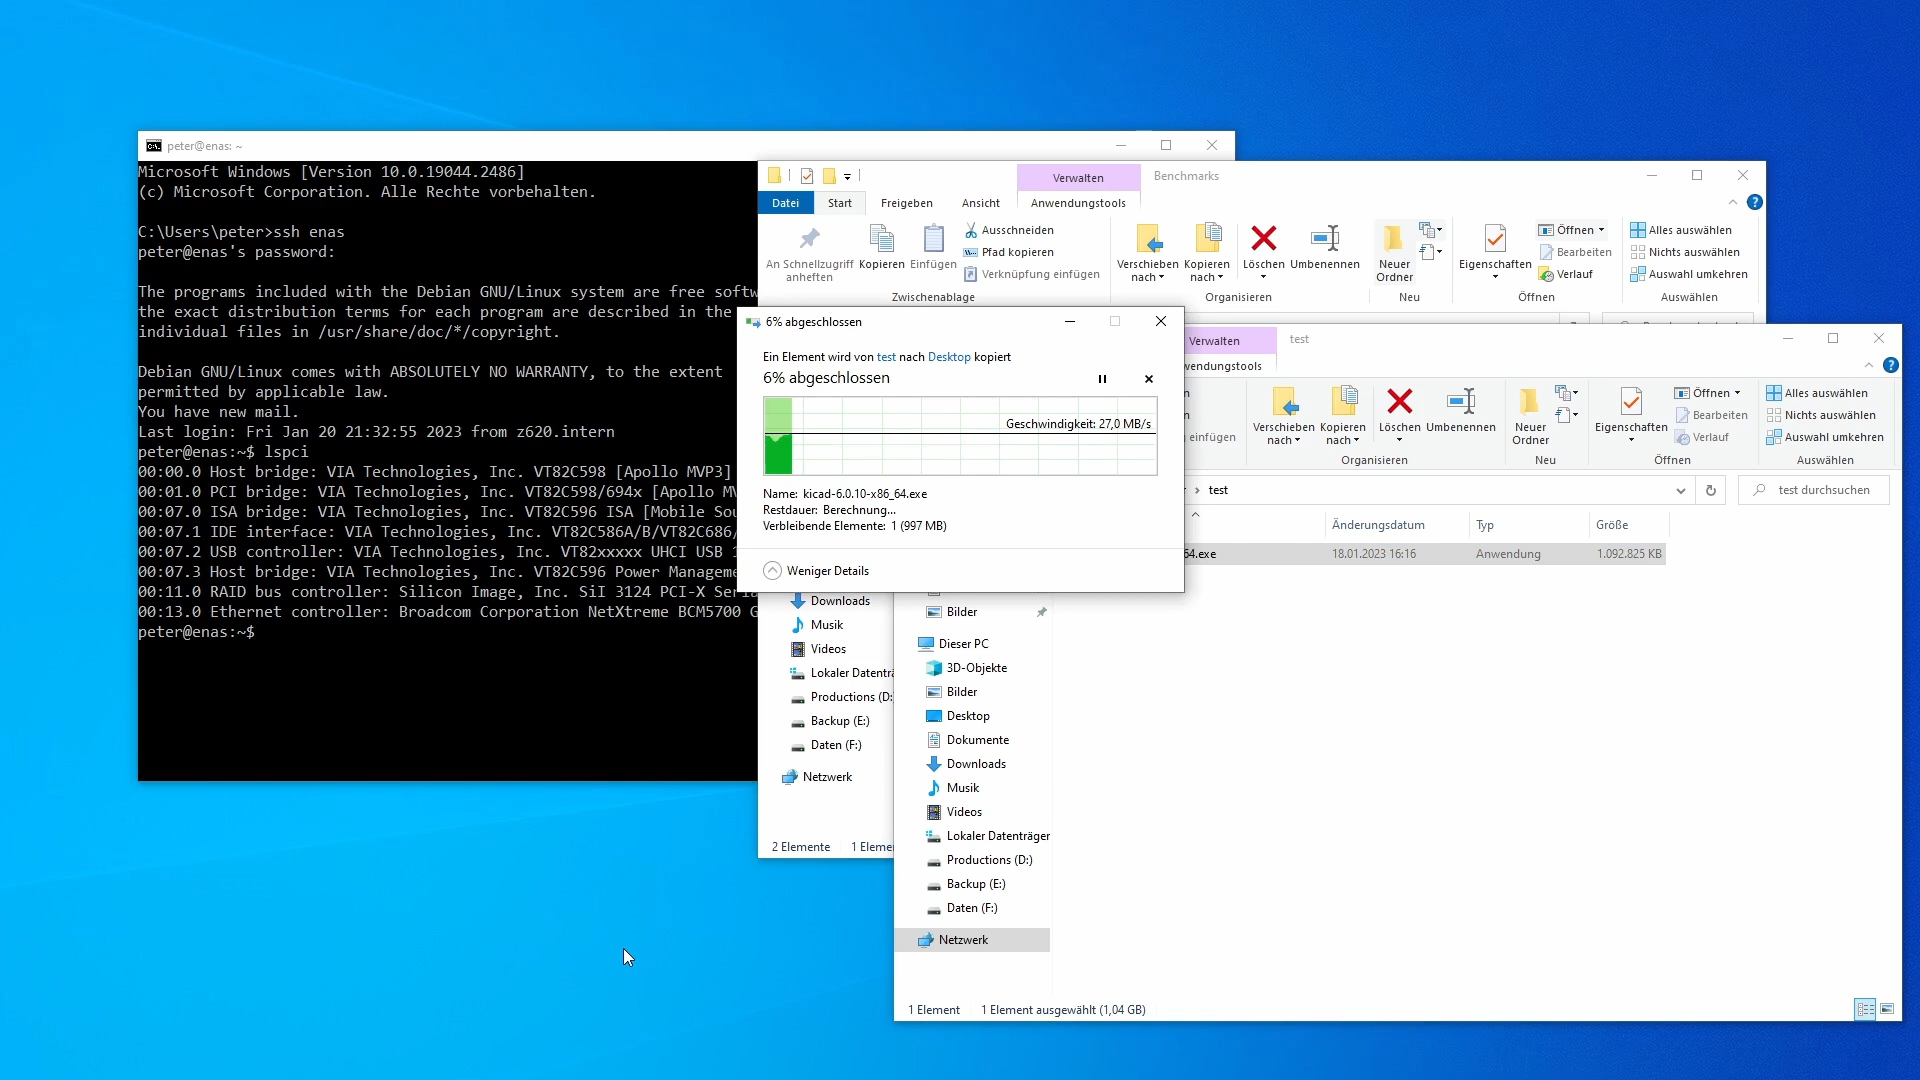 peter@enas: ~
Microsoft Windows [Version 10.0.19044.2486]
(c) Microsoft Corporation. Alle Rechte vorbehalten.
C:\Users\peter>ssh enas
peter@enas's password:
The programs included with the Debian GNU/Linux system are free softw
the exact distribution terms for each program are described in the
individual files in /usr/share/doc/*/copyright.
Debian GNU/Linux comes with ABSOLUTELY NO WARRANTY, to the extent
permitted by applicable law.
You have new mail.
Last login: Fri Jan 20 21:32:55 2023 from z620.intern
peter@enas:~$ lspci
00:00.0 Host bridge: VIA Technologies, Inc. VT82C598 [Apollo MVP3]
00:01.0 PCI bridge: VIA Technologies, Inc. VT82C598/694x [Apollo MV
00:07.0 ISA bridge: VIA Technologies, Inc. VT82C596 ISA [Mobile Sou
00:07.1 IDE interface: VIA Technologies, Inc. VT82C586A/B/VT82C686/
00:07.2 USB controller: VIA Technologies, Inc. VT82xxxxx UHCI USB 1
00:07.3 Host bridge: VIA Technologies, Inc. VT82C596 Power Manageme
00:11.0 RAID bus controller: Silicon Image, Inc. SiI 3124 PCI-X Seria
00:13.0 Ethernet controller: Broadcom Corporation NetXtreme BCM5700 G
peter@enas:~$
Verwalten
Benchmarks
Datei
Start
Freigeben
Ansicht
Anwendungstools
An Schnellzugriff anheften
Kopieren
Einfügen
Ausschneiden
Pfad kopieren
Verknüpfung einfügen
Zwischenablage
Verschieben nach
Kopieren nach
Löschen
Umbenennen
Organisieren
Neuer Ordner
Neu
Eigenschaften
Öffnen
Bearbeiten
Verlauf
Öffnen
Alles auswählen
Nichts auswählen
Auswahl umkehren
Auswählen
Downloads
Musik
Videos
Lokaler Datenträ
Productions (D:
Backup (E:)
Daten (F:)
Netzwerk
2 Elemente
1 Elemen
6% abgeschlossen
Ein Element wird von test nach Desktop kopiert
6% abgeschlossen
Geschwindigkeit: 27,0 MB/s
Name: kicad-6.0.10-x86_64.exe
Restdauer: Berechnung...
Verbleibende Elemente: 1 (997 MB)
Weniger Details
Verwalten
test
wendungstools
einfügen
Verschieben nach
Kopieren nach
Löschen
Umbenennen
Organisieren
Neuer Ordner
Neu
Eigenschaften
Öffnen
Bearbeiten
Verlauf
Öffnen
Alles auswählen
Nichts auswählen
Auswahl umkehren
Auswählen
test
test durchsuchen
Änderungsdatum
Typ
Größe
64.exe
18.01.2023 16:16
Anwendung
1.092.825 KB
Bilder
Dieser PC
3D-Objekte
Bilder
Desktop
Dokumente
Downloads
Musik
Videos
Lokaler Datenträger
Productions (D:)
Backup (E:)
Daten (F:)
Netzwerk
1 Element
1 Element ausgewählt (1,04 GB)